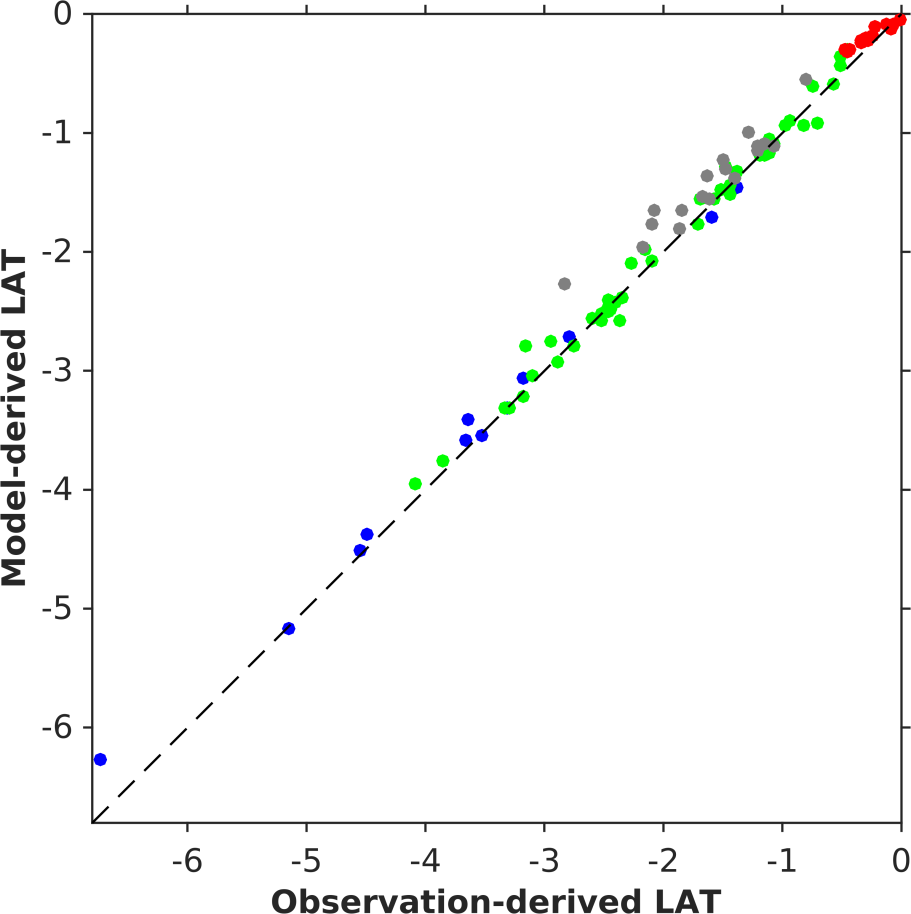 0
-1
-2
-3
-4
-5
-6
Model-derived LAT
-6 -5 -4 -3 -2 -1 0
Observation-derived LAT